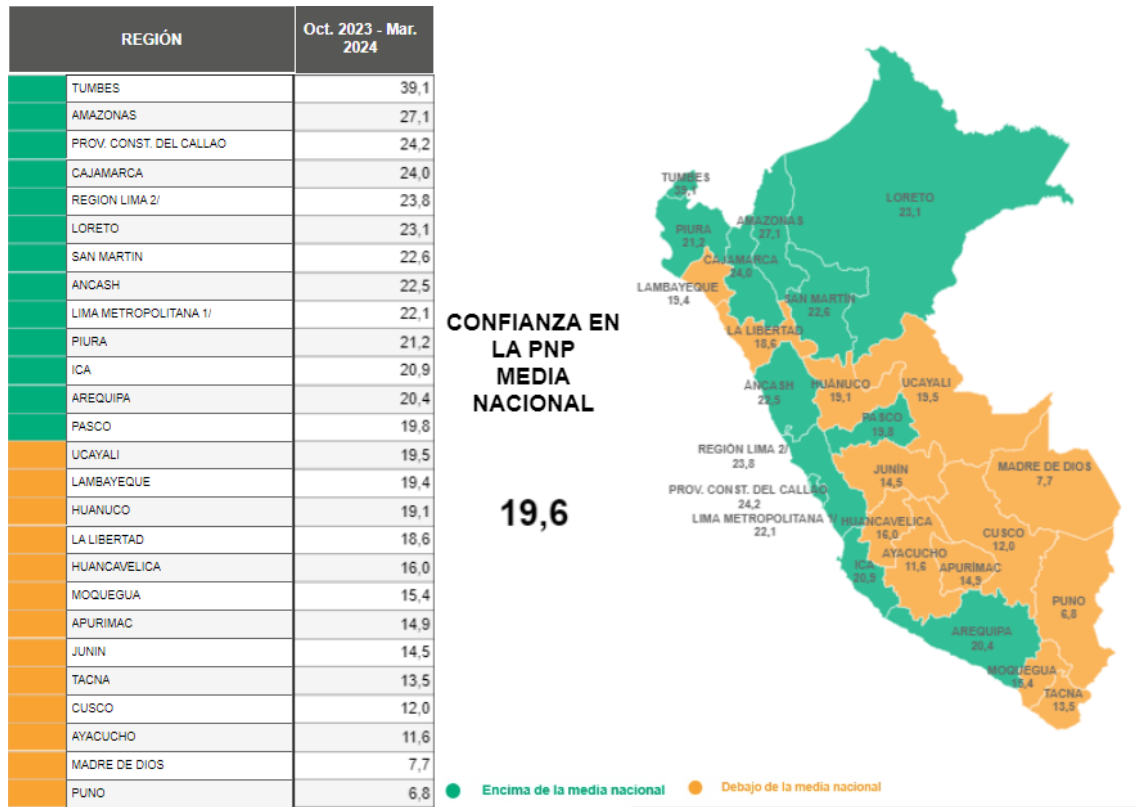 REGIÓN
Oct. 2023 - Mar.
2024
TUMBES 39,1
AMAZONAS 27,1
PROV. CONST. DEL CALLAO 24,2
CAJAMARCA 24,0
REGION LIMA 2/ 23,8
LORETO 23,1
SAN MARTIN 22,6
ANCASH 22,5
LIMA METROPOLITANA 1/ 22,1
PIURA 21,2
ICA 20,9
AREQUIPA 20,4
PASCO 19,8
UCAYALI 19,5
LAMBAYEQUE 19,4
HUANUCO 19,1
LA LIBERTAD 18,6
HUANCAVELICA 16,0
MOQUEGUA 15,4
APURIMAC 14,9
JUNIN 14,5
TACNA 13,5
CUSCO 12,0
AYACUCHO 11,6
MADRE DE DIOS 7,7
PUNO 6,8
CONFIANZA EN
LA PNP
MEDIA
NACIONAL
19,6
TUMBES
39,1
LORETO
23,1
AMAZONAS
27,1
PIURA
21,2
CAJAMARCA
24,0
LAMBAYEQUE
19,4
SAN MARTÍN
22,6
LA LIBERTAD
18,6
ANCASH
22,5
HUÁNUCO
19,1
UCAYALI
19,5
PASCO
19,8
REGIÓN LIMA 2/
23,8
JUNÍN
14,5
MADRE DE DIOS
7,7
PROV. CONST. DEL CALLAO
24,2
LIMA METROPOLITANA 1/
22,1
HUANCAVELICA
16,0
CUSCO
12,0
AYACUCHO
11,6
APURÍMAC
14,9
ICA
20,9
PUNO
6,8
AREQUIPA
20,4
MOQUEGUA
15,4
TACNA
13,5
Encima de la media nacional
Debajo de la media nacional